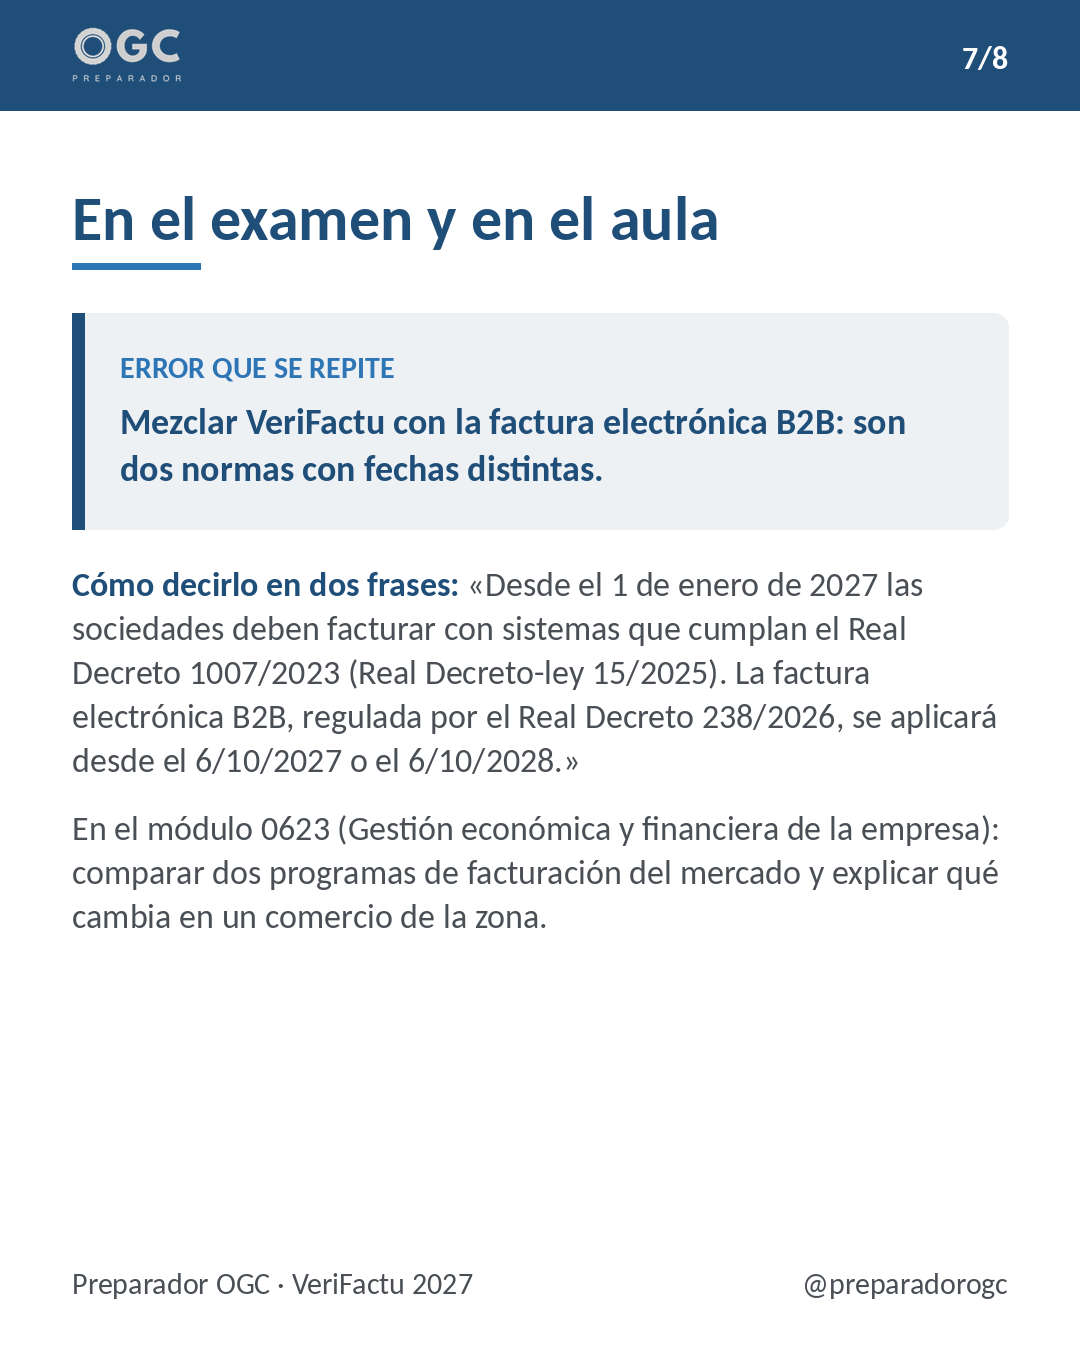 OGC
PREPARADOR
7/8
En el examen y en el aula
ERROR QUE SE REPITE
Mezclar VeriFactu con la factura electrónica B2B: son
dos normas con fechas distintas.
Cómo decirlo en dos frases: «Desde el 1 de enero de 2027 las
sociedades deben facturar con sistemas que cumplan el Real
Decreto 1007/2023 (Real Decreto-ley 15/2025). La factura
electrónica B2B, regulada por el Real Decreto 238/2026, se aplicará
desde el 6/10/2027 o el 6/10/2028.»
En el módulo 0623 (Gestión económica y financiera de la empresa):
comparar dos programas de facturación del mercado y explicar qué
cambia en un comercio de la zona.
Preparador OGC · VeriFactu 2027
@preparadorogc